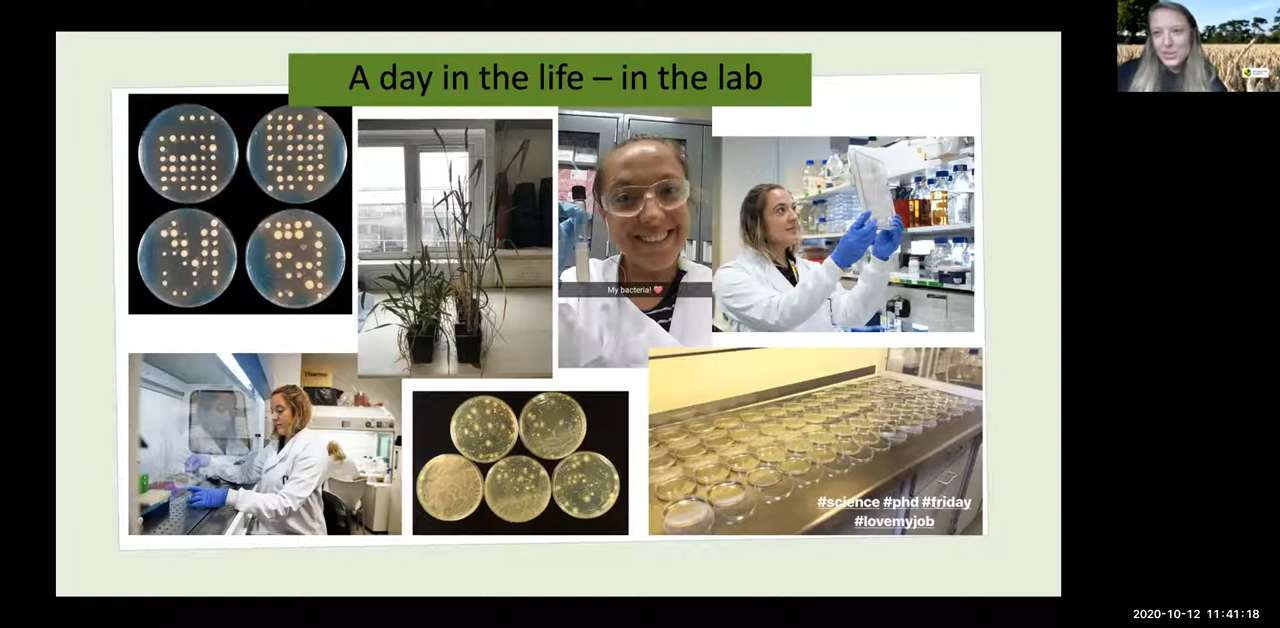 A day in the life – in the lab
My bacteria! ❤
Thermo
#science #phd #friday
#lovemyjob
2020-10-12 11:41:18